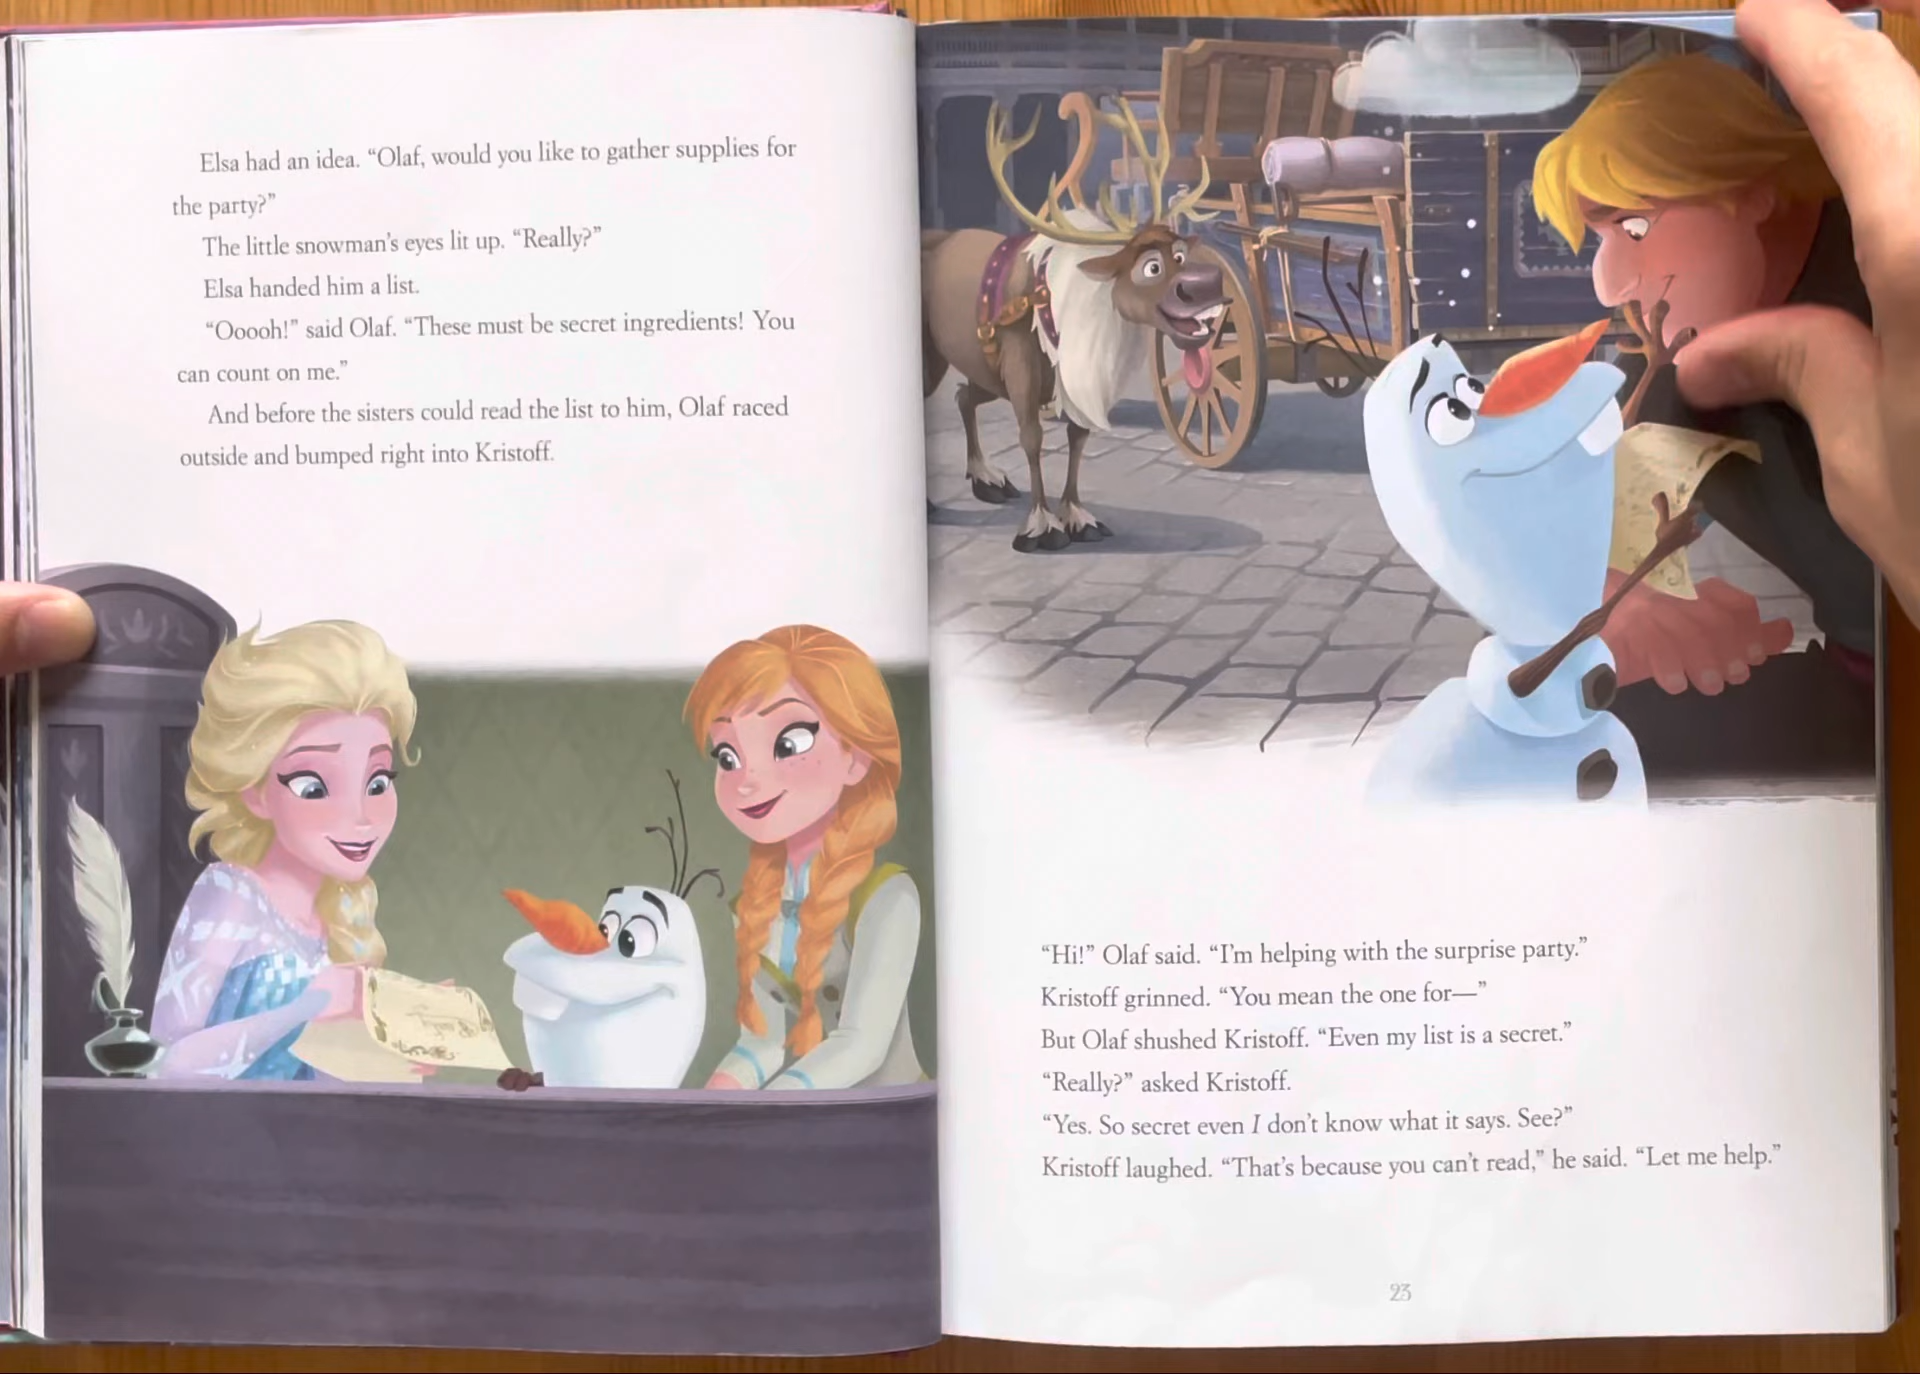 Elsa had an idea. “Olaf, would you like to gather supplies for
the party?”
The little snowman’s eyes lit up. “Really?”
Elsa handed him a list.
“Ooooh!” said Olaf. “These must be secret ingredients! You
can count on me.”
And before the sisters could read the list to him, Olaf raced
outside and bumped right into Kristoff.
“Hi!” Olaf said. “I’m helping with the surprise party.”
Kristoff grinned. “You mean the one for—”
But Olaf shushed Kristoff. “Even my list is a secret.”
“Really?” asked Kristoff.
“Yes. So secret even I don’t know what it says. See?”
Kristoff laughed. “That’s because you can’t read,” he said. “Let me help.”
23